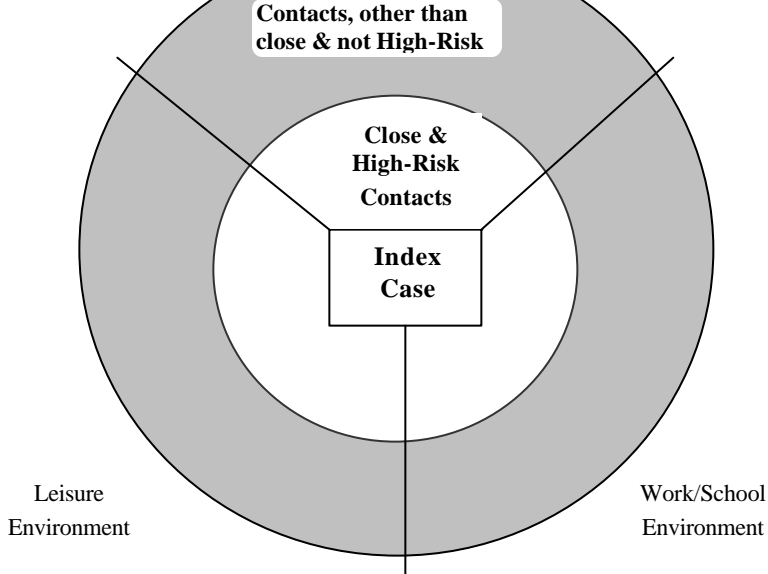 Contacts, other than
close & not High-Risk
Close &
High-Risk
Contacts
Index
Case
Leisure
Environment
Work/School
Environment